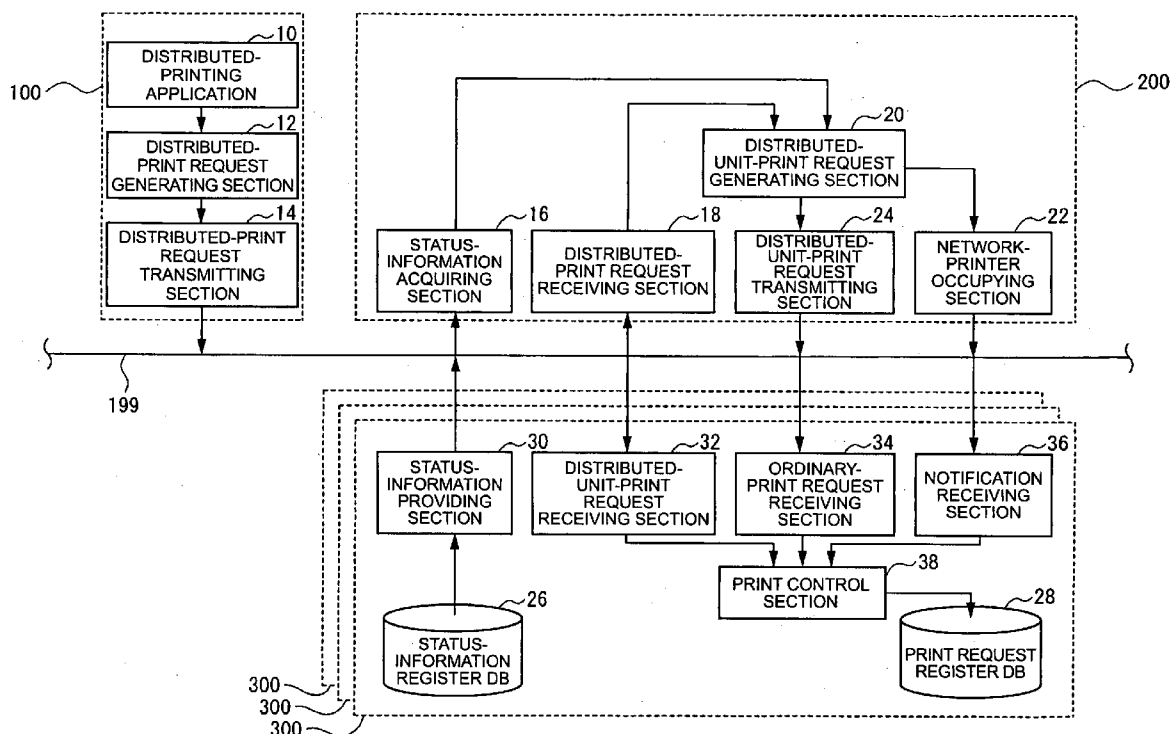 100
10
DISTRIBUTED-
PRINTING
APPLICATION
12
DISTRIBUTED-
PRINT REQUEST
GENERATING SECTION
14
DISTRIBUTED-PRINT
REQUEST
TRANSMITTING
SECTION
200
20
DISTRIBUTED-
UNIT-PRINT REQUEST
GENERATING SECTION
16
STATUS-
INFORMATION
ACQUIRING
SECTION
18
DISTRIBUTED-
PRINT REQUEST
RECEIVING SECTION
24
DISTRIBUTED-
UNIT-PRINT
REQUEST
TRANSMITTING
SECTION
22
NETWORK-
PRINTER
OCCUPYING
SECTION
199
30
STATUS-
INFORMATION
PROVIDING
SECTION
32
DISTRIBUTED-
UNIT-PRINT
REQUEST
RECEIVING SECTION
34
ORDINARY-
PRINT REQUEST
RECEIVING
SECTION
36
NOTIFICATION
RECEIVING
SECTION
38
PRINT CONTROL
SECTION
26
STATUS-
INFORMATION
REGISTER DB
28
PRINT REQUEST
REGISTER DB
300
300
300